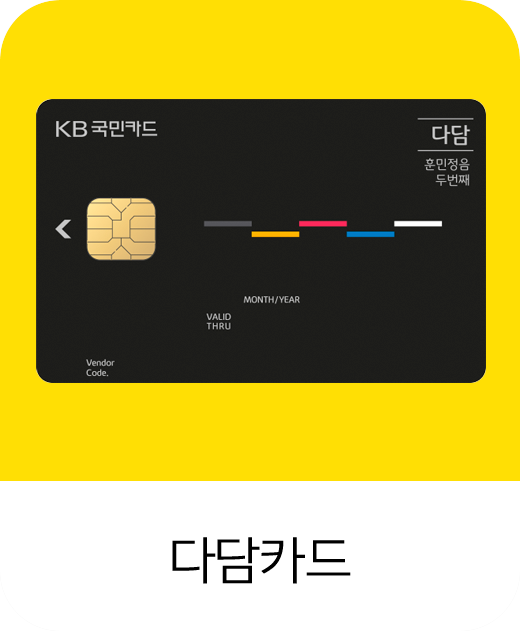 KB 국민카드
다담
훈민정음
두번째
MONTH/YEAR
VALID
THRU
Vendor
Code.
다담카드